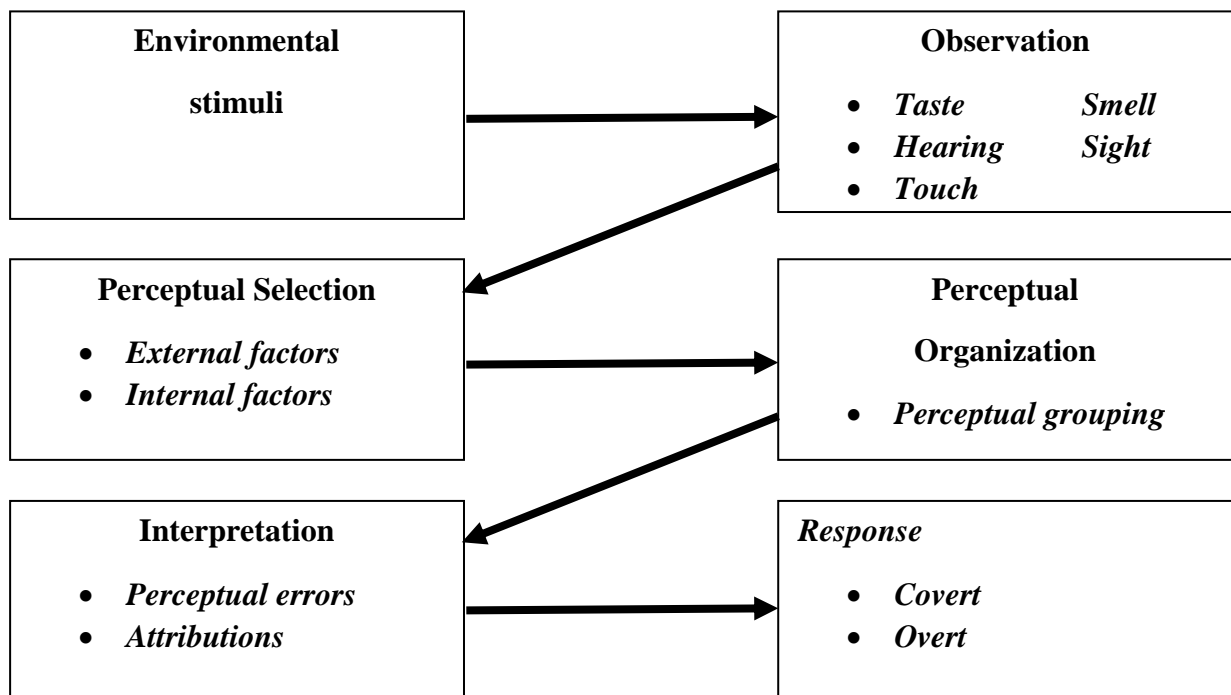 Environmental
stimuli
Observation
• Taste Smell
• Hearing Sight
• Touch
Perceptual Selection
• External factors
• Internal factors
Perceptual
Organization
• Perceptual grouping
Interpretation
• Perceptual errors
• Attributions
Response
• Covert
• Overt